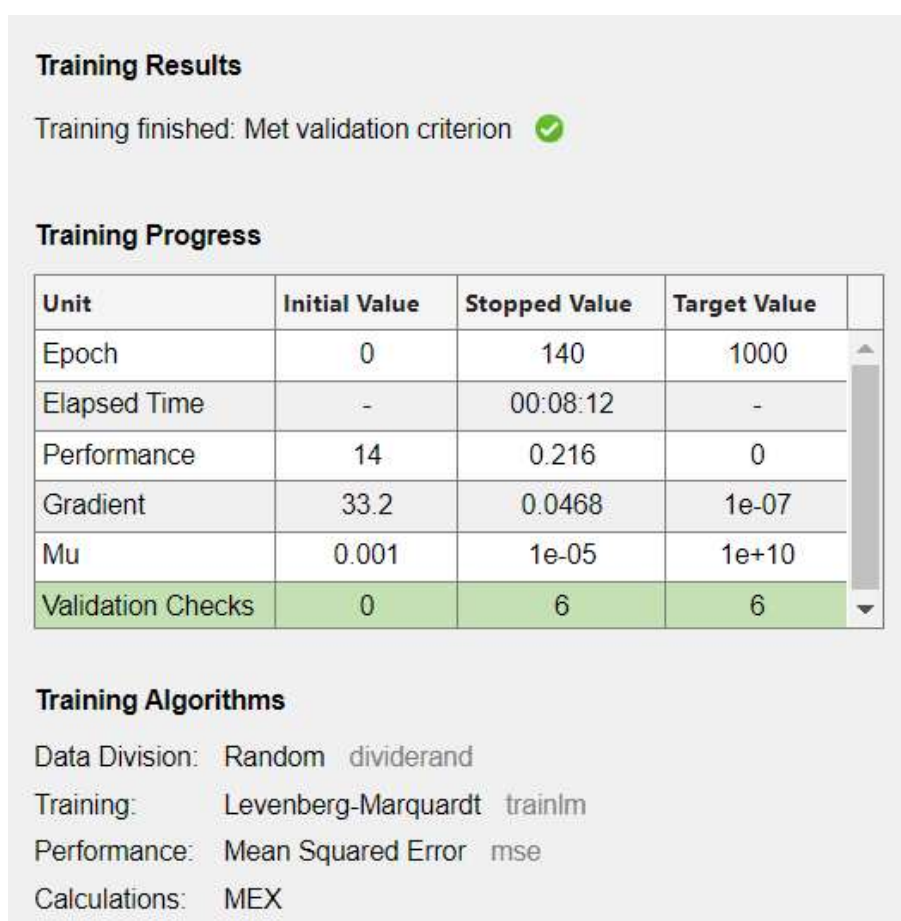 Training Results
Training finished: Met validation criterion
Training Progress
Unit Initial Value Stopped Value Target Value
Epoch 0 140 1000
Elapsed Time - 00:08:12 -
Performance 14 0.216 0
Gradient 33.2 0.0468 1e-07
Mu 0.001 1e-05 1e+10
Validation Checks 0 6 6
Training Algorithms
Data Division: Random dividerand
Training: Levenberg-Marquardt trainlm
Performance: Mean Squared Error mse
Calculations: MEX